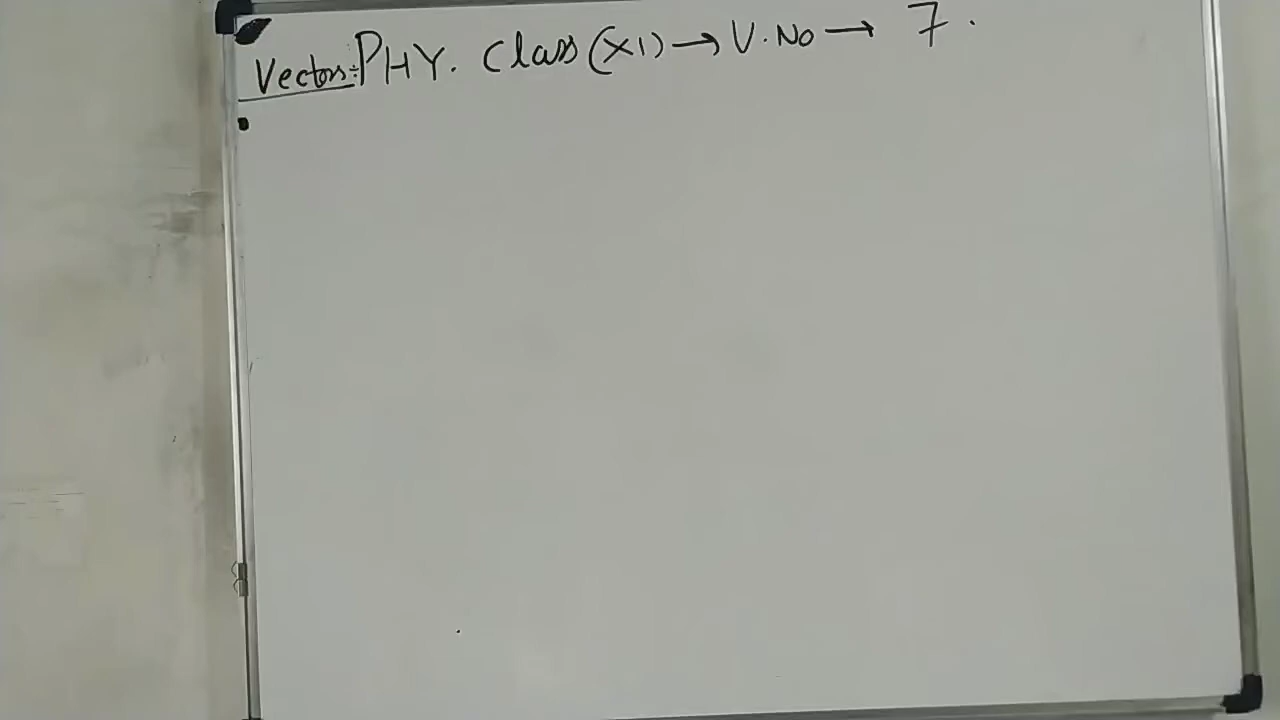 Vectors:- PHY. Class (XI) → V.No → 7.